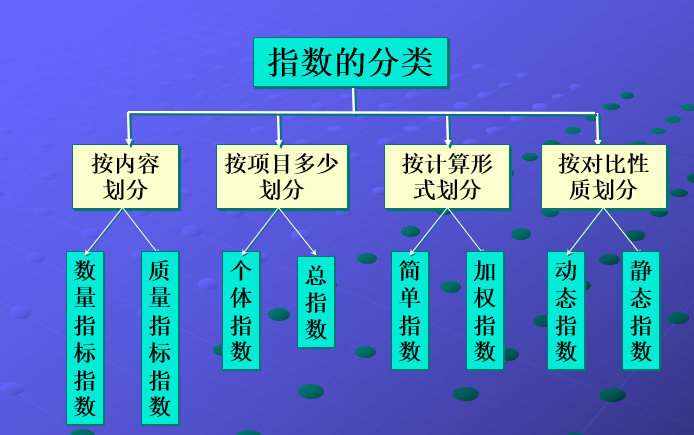 指数的分类
按内容
划分
按项目多少
划分
按计算形
式划分
按对比性
质划分
数量指标指数
质量指标指数
个体指数
总指数
简单指数
加权指数
动态指数
静态指数